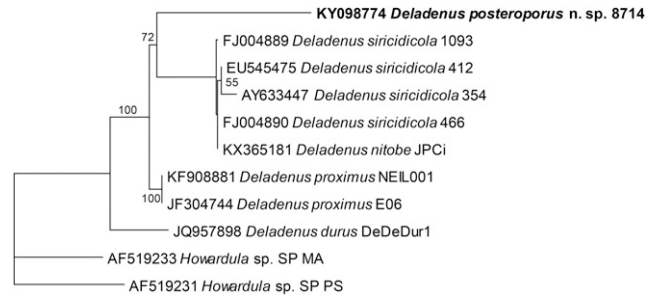 KY098774 Deladenus posteroporus n. sp. 8714
72
FJ004889 Deladenus siricidicola 1093
EU545475 Deladenus siricidicola 412
55
AY633447 Deladenus siricidicola 354
100
FJ004890 Deladenus siricidicola 466
KX365181 Deladenus nitobe JPCi
KF908881 Deladenus proximus NEIL001
100
JF304744 Deladenus proximus E06
JQ957898 Deladenus durus DeDeDur1
AF519233 Howardula sp. SP MA
AF519231 Howardula sp. SP PS